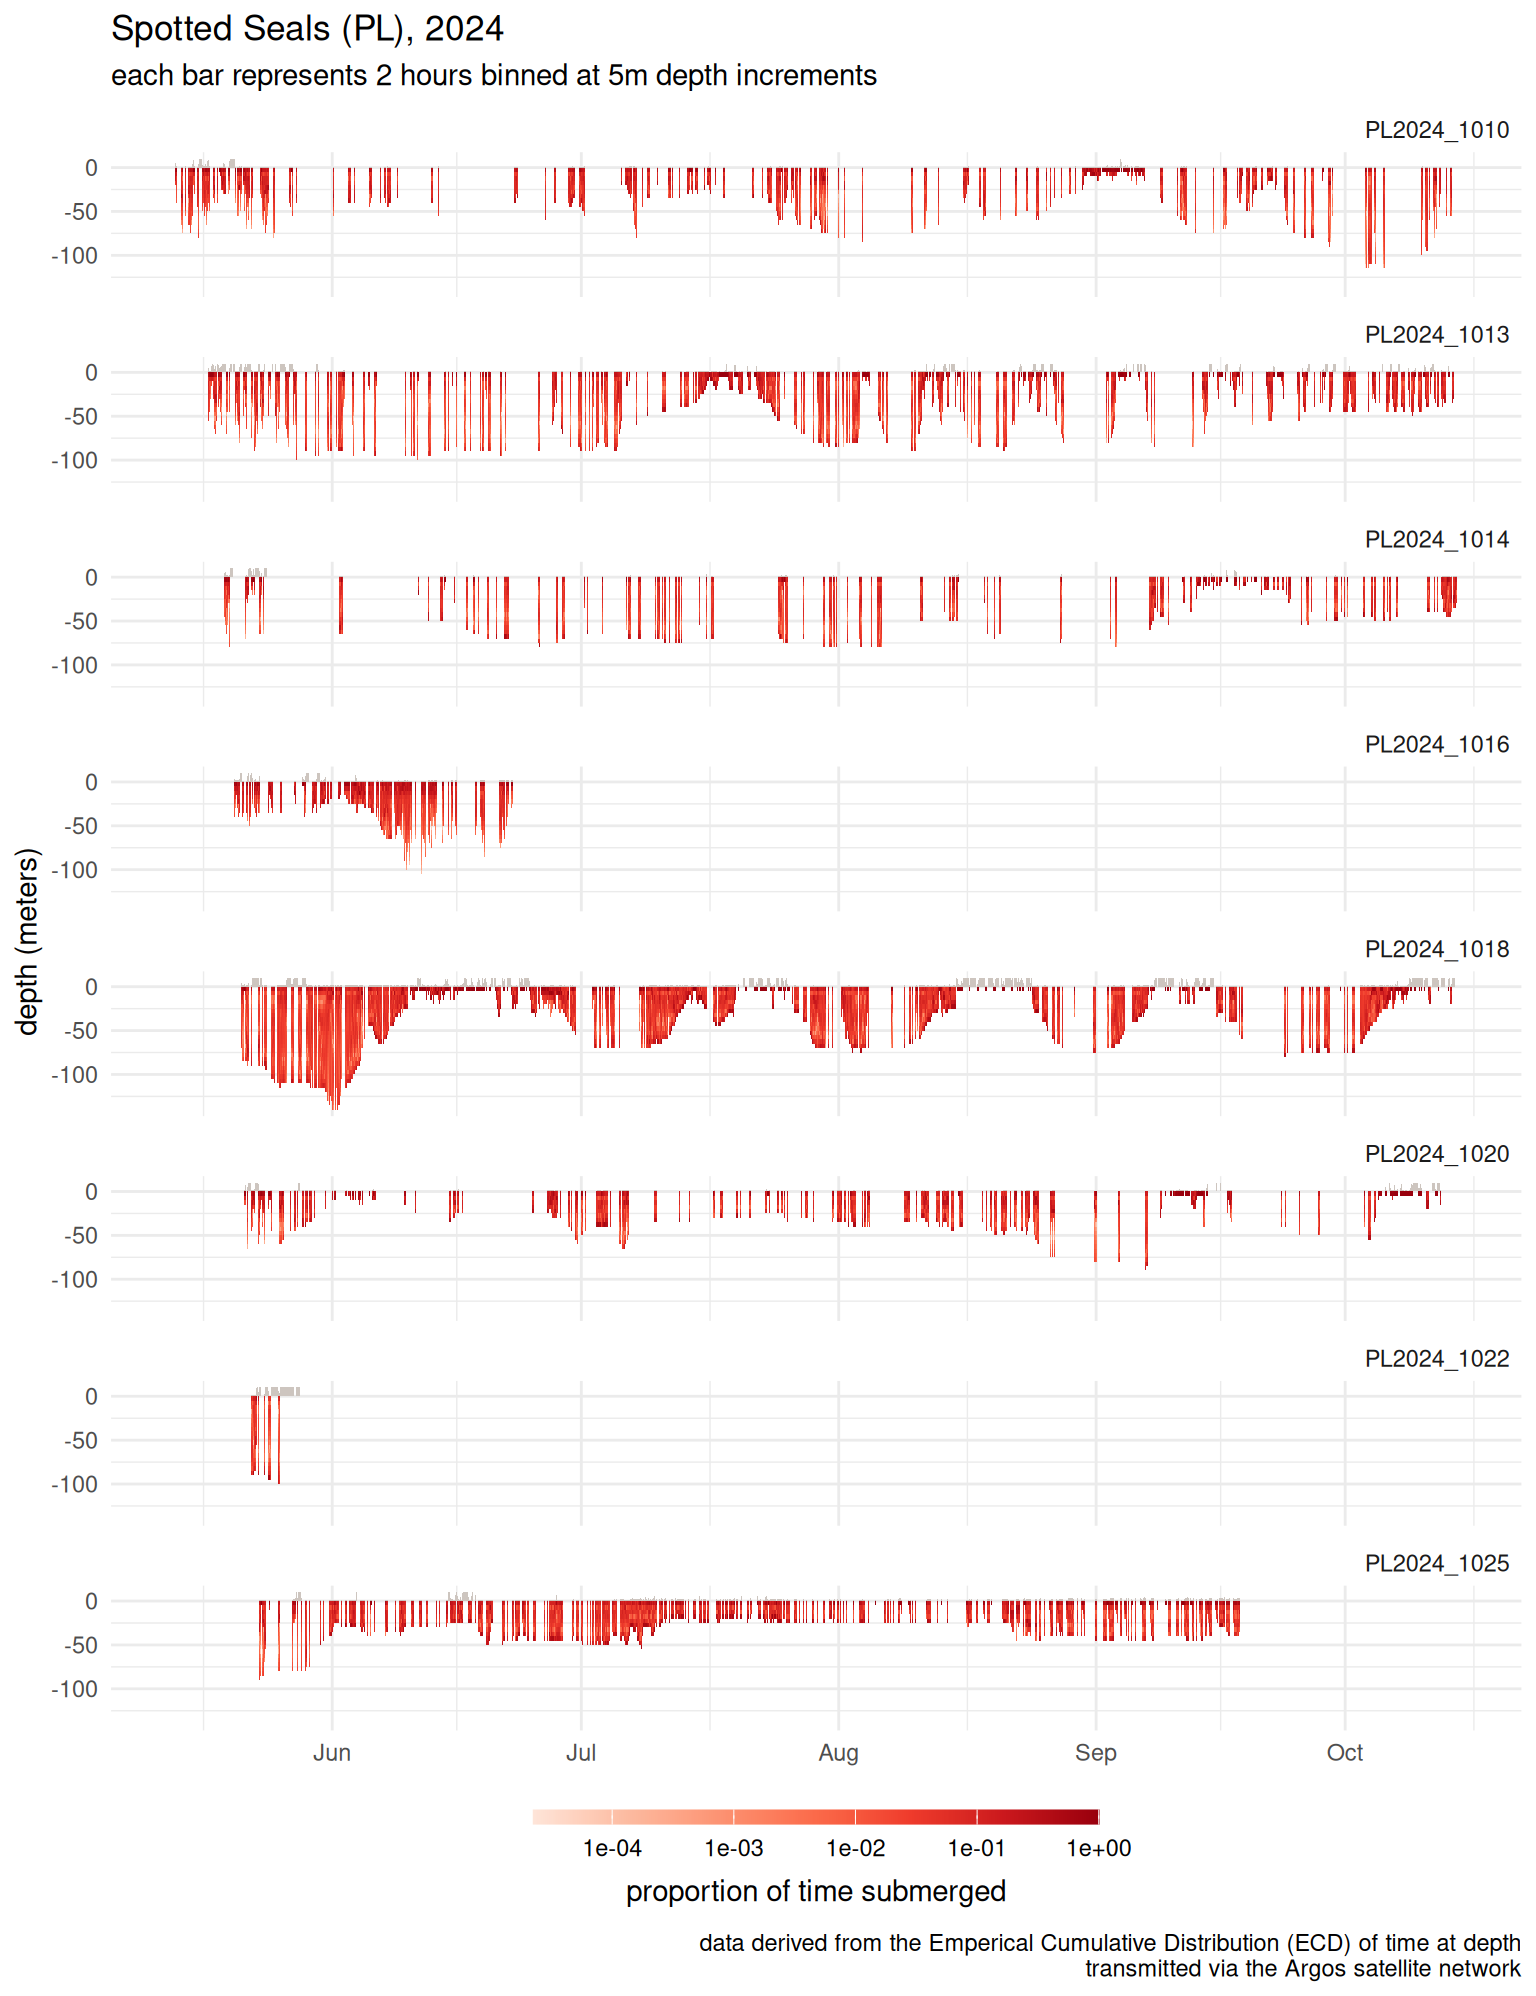 Spotted Seals (PL), 2024
each bar represents 2 hours binned at 5m depth increments
PL2024_1010
0
-50
-100
PL2024_1013
0
-50
-100
PL2024_1014
0
-50
-100
PL2024_1016
0
-50
-100
depth (meters)
PL2024_1018
0
-50
-100
PL2024_1020
0
-50
-100
PL2024_1022
0
-50
-100
PL2024_1025
0
-50
-100
Jun Jul Aug Sep Oct
1e-04 1e-03 1e-02 1e-01 1e+00
proportion of time submerged
data derived from the Emperical Cumulative Distribution (ECD) of time at depth
transmitted via the Argos satellite network